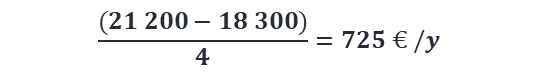 (21 200 − 18 300)
4
= 725 € /y